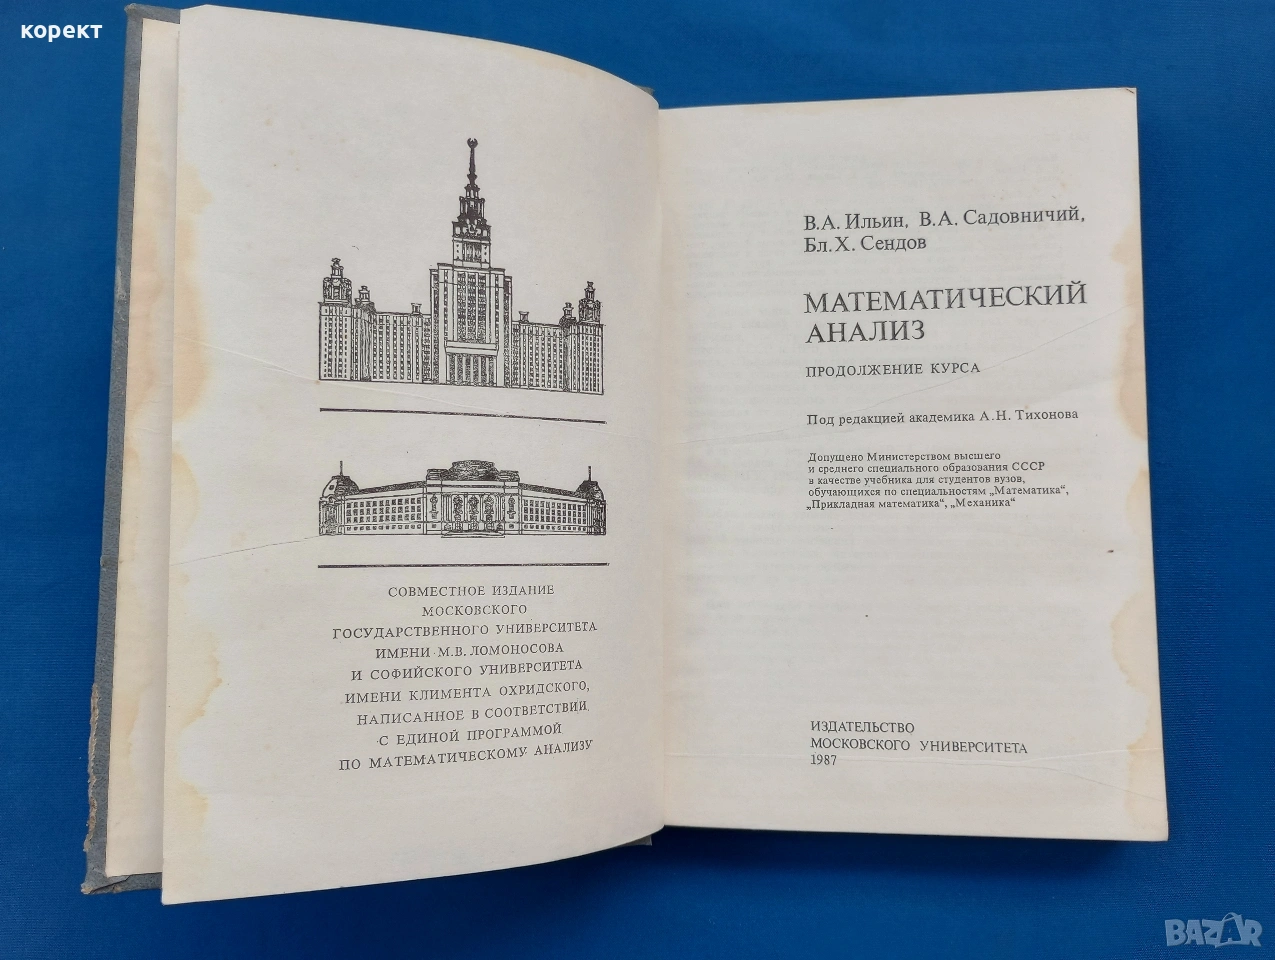 корект
СОВМЕСТНОЕ ИЗДАНИЕ
МОСКОВСКОГО
ГОСУДАРСТВЕННОГО УНИВЕРСИТЕТА
ИМЕНИ М.В. ЛОМОНОСОВА
И СОФИЙСКОГО УНИВЕРСИТЕТА
ИМЕНИ КЛИМЕНТА ОХРИДСКОГО,
НАПИСАННОЕ В СООТВЕТСТВИИ
С ЕДИНОЙ ПРОГРАММОЙ
ПО МАТЕМАТИЧЕСКОМУ АНАЛИЗУ
В.А. Ильин, В.А. Садовничий,
Бл. Х. Сендов
МАТЕМАТИЧЕСКИЙ
АНАЛИЗ
ПРОДОЛЖЕНИЕ КУРСА
Под редакцией академика А.Н. Тихонова
Допущено Министерством высшего
и среднего специального образования СССР
в качестве учебника для студентов вузов,
обучающихся по специальностям „Математика“,
„Прикладная математика“, „Механика“
ИЗДАТЕЛЬСТВО
МОСКОВСКОГО УНИВЕРСИТЕТА
1987
BAZAR